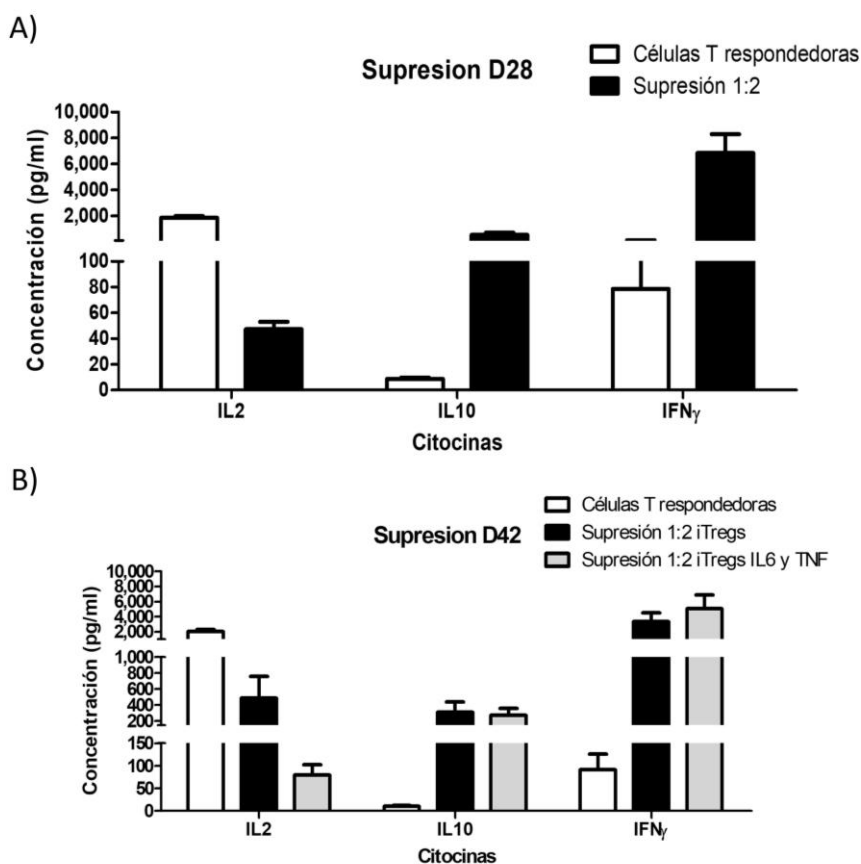 A)
Supresion D28
Células T respondedoras
Supresión 1:2
Concentración (pg/ml)
10,000
8,000
6,000
4,000
2,000
100
80
60
40
20
0
IL2
IL10
IFNγ
Citocinas
B)
Supresion D42
Células T respondedoras
Supresión 1:2 iTregs
Supresión 1:2 iTregs IL6 y TNF
Concentración (pg/ml)
10,000
8,000
6,000
4,000
2,000
1,000
800
600
400
200
150
100
50
0
IL2
IL10
IFNγ
Citocinas